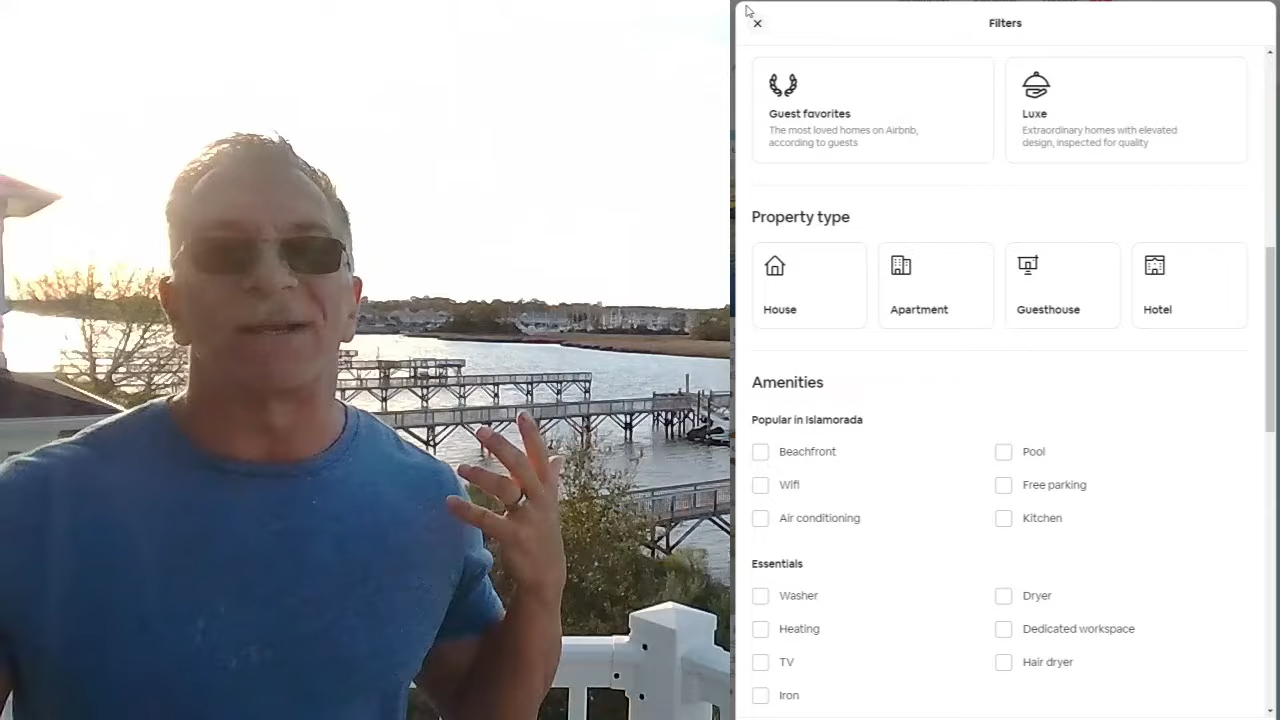 Filters
Guest favorites
The most loved homes on Airbnb,
according to guests
Luxe
Extraordinary homes with elevated
design, inspected for quality
Property type
House
Apartment
Guesthouse
Hotel
Amenities
Popular in Islamorada
Beachfront
Pool
Wifi
Free parking
Air conditioning
Kitchen
Essentials
Washer
Dryer
Heating
Dedicated workspace
TV
Hair dryer
Iron